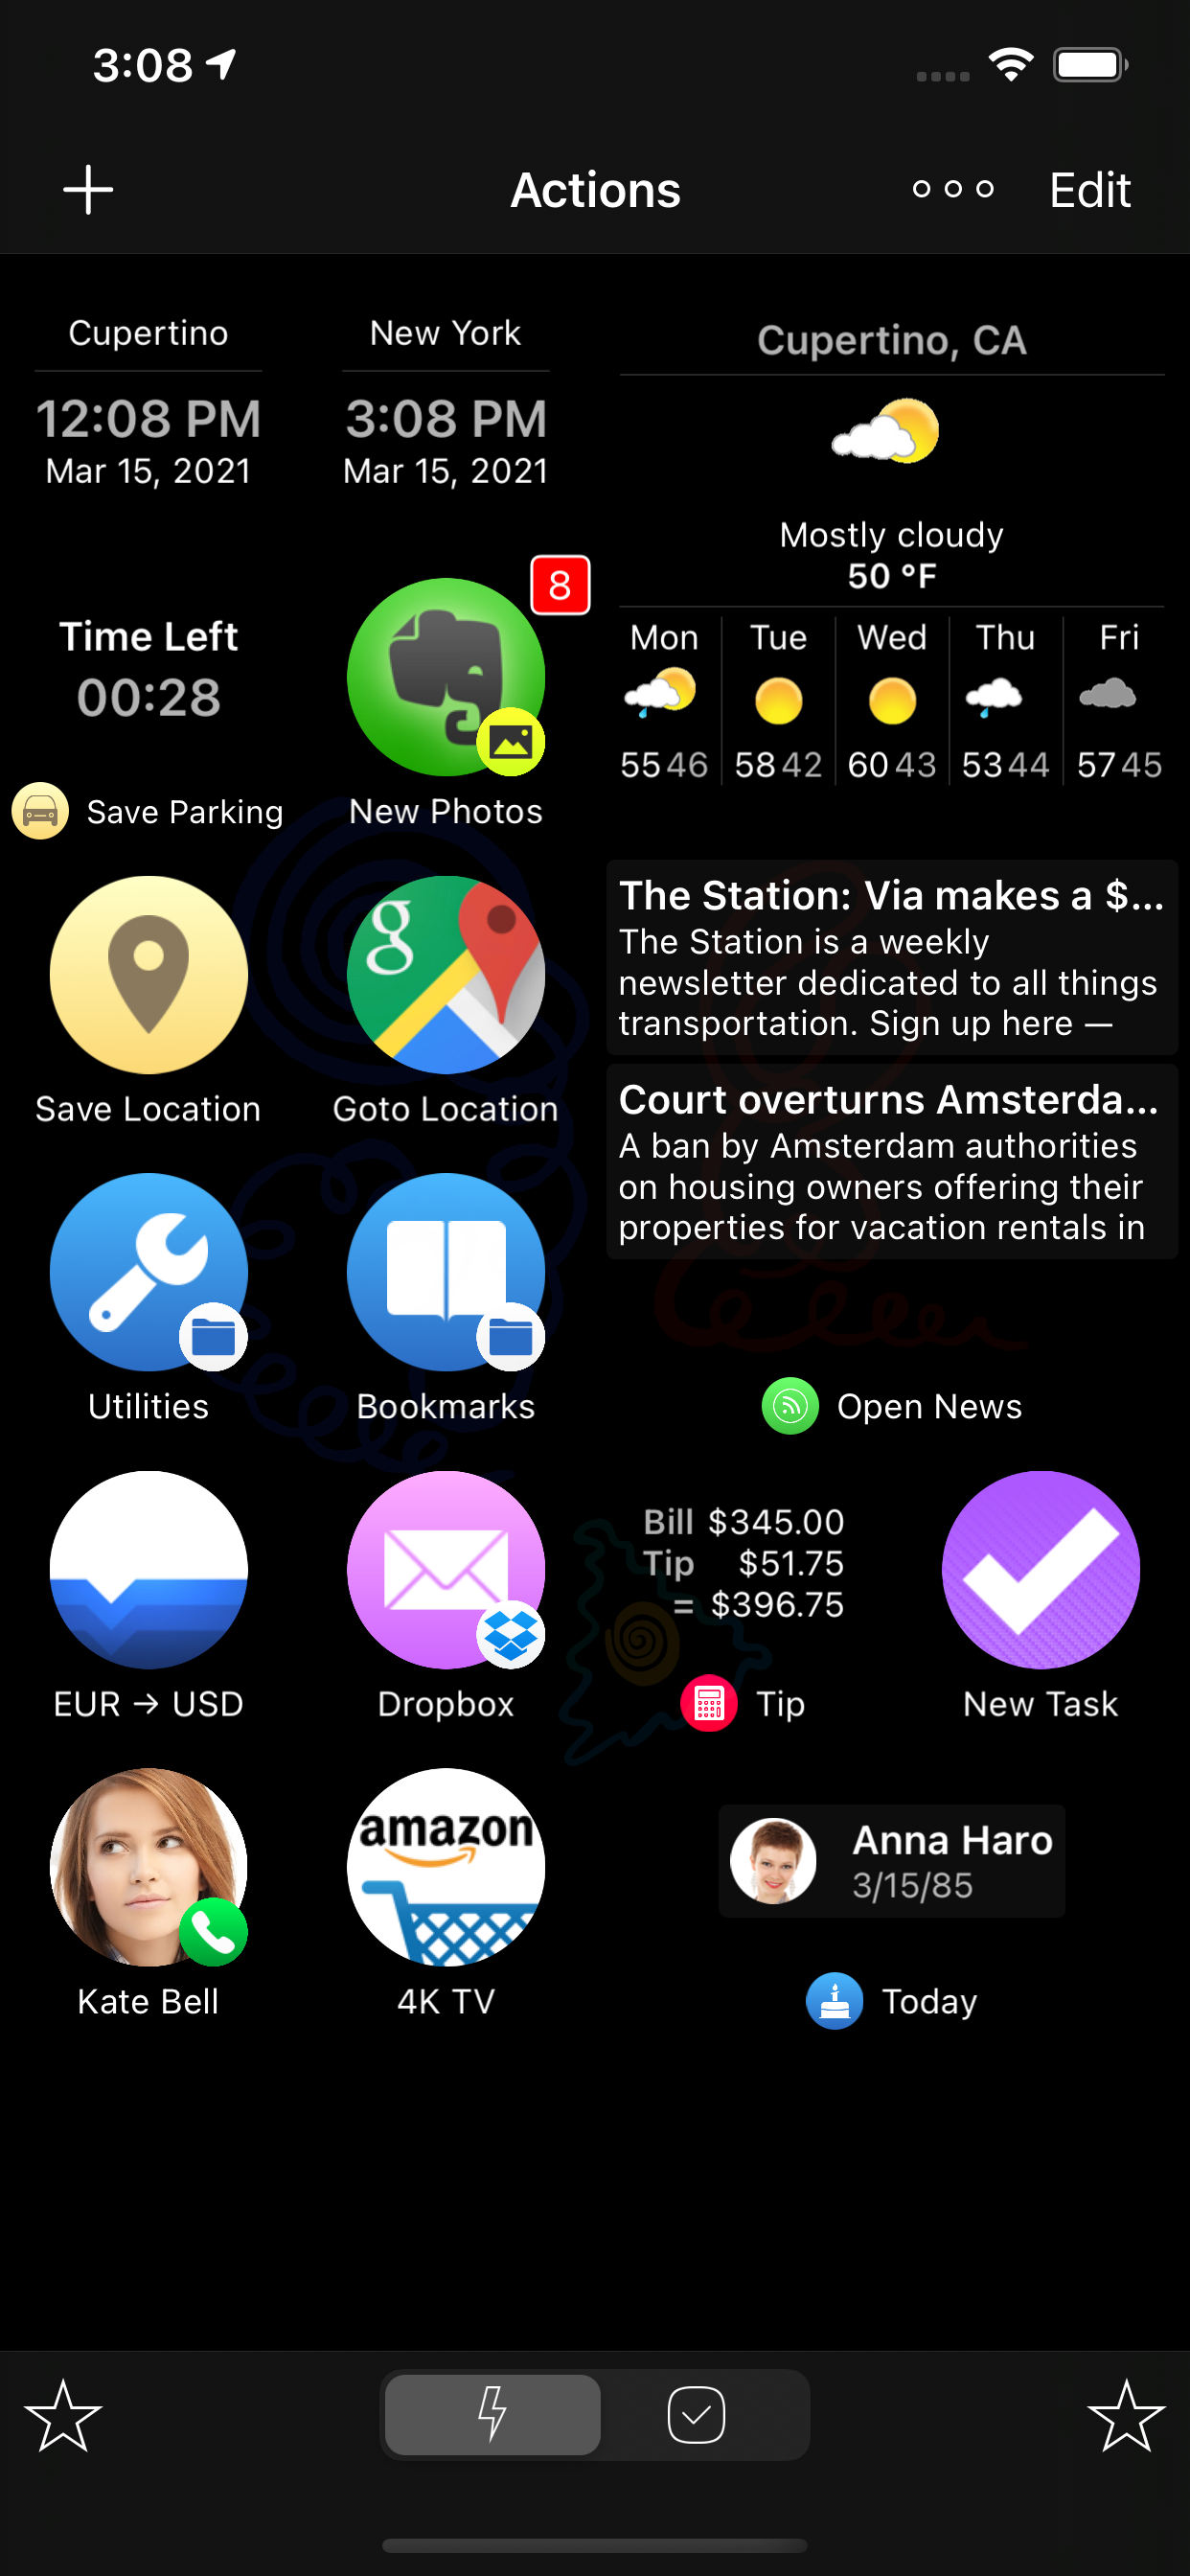 3:08
Actions
Edit
Cupertino
12:08 PM
Mar 15, 2021
New York
3:08 PM
Mar 15, 2021
Cupertino, CA
Mostly cloudy
50 °F
Mon Tue Wed Thu Fri
55 46 58 42 60 43 53 44 57 45
Time Left
00:28
Save Parking
8
New Photos
The Station: Via makes a $...
The Station is a weekly
newsletter dedicated to all things
transportation. Sign up here —
Court overturns Amsterda...
A ban by Amsterdam authorities
on housing owners offering their
properties for vacation rentals in
Open News
Save Location
g
Goto Location
Utilities
Bookmarks
EUR → USD
Dropbox
Bill $345.00
Tip $51.75
= $396.75
Tip
New Task
Kate Bell
amazon
4K TV
Anna Haro
3/15/85
Today